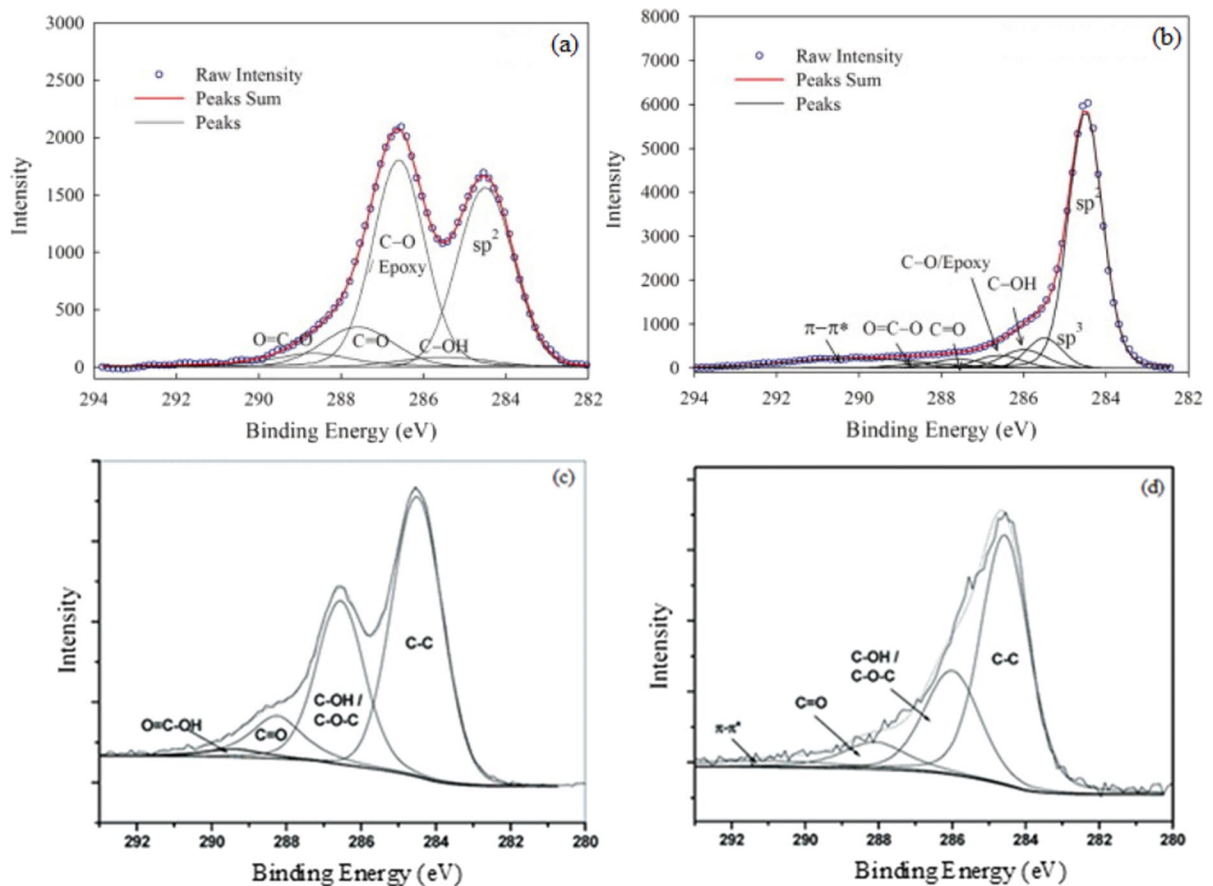 (a)
3000
2500
2000
1500
1000
500
0
Intensity
Raw Intensity
Peaks Sum
Peaks
C–O
/ Epoxy
sp2
O=C–O
C=O
C–OH
294
292
290
288
286
284
282
Binding Energy (eV)
(b)
8000
7000
6000
5000
4000
3000
2000
1000
0
Intensity
Raw Intensity
Peaks Sum
Peaks
sp2
C–O/Epoxy
C–OH
π–π*
O=C–O
C=O
sp3
294
292
290
288
286
284
282
Binding Energy (eV)
(c)
Intensity
C-C
C-OH /
C-O-C
O=C-OH
C=O
292
290
288
286
284
282
280
Binding Energy (eV)
(d)
Intensity
C-C
C-OH /
C-O-C
C=O
π-π*
292
290
288
286
284
282
280
Binding Energy (eV)